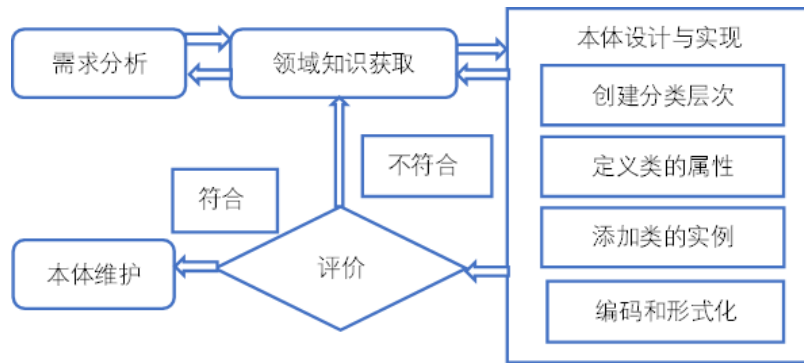 需求分析
领域知识获取
本体设计与实现
创建分类层次
定义类的属性
添加类的实例
编码和形式化
不符合
符合
评价
本体维护